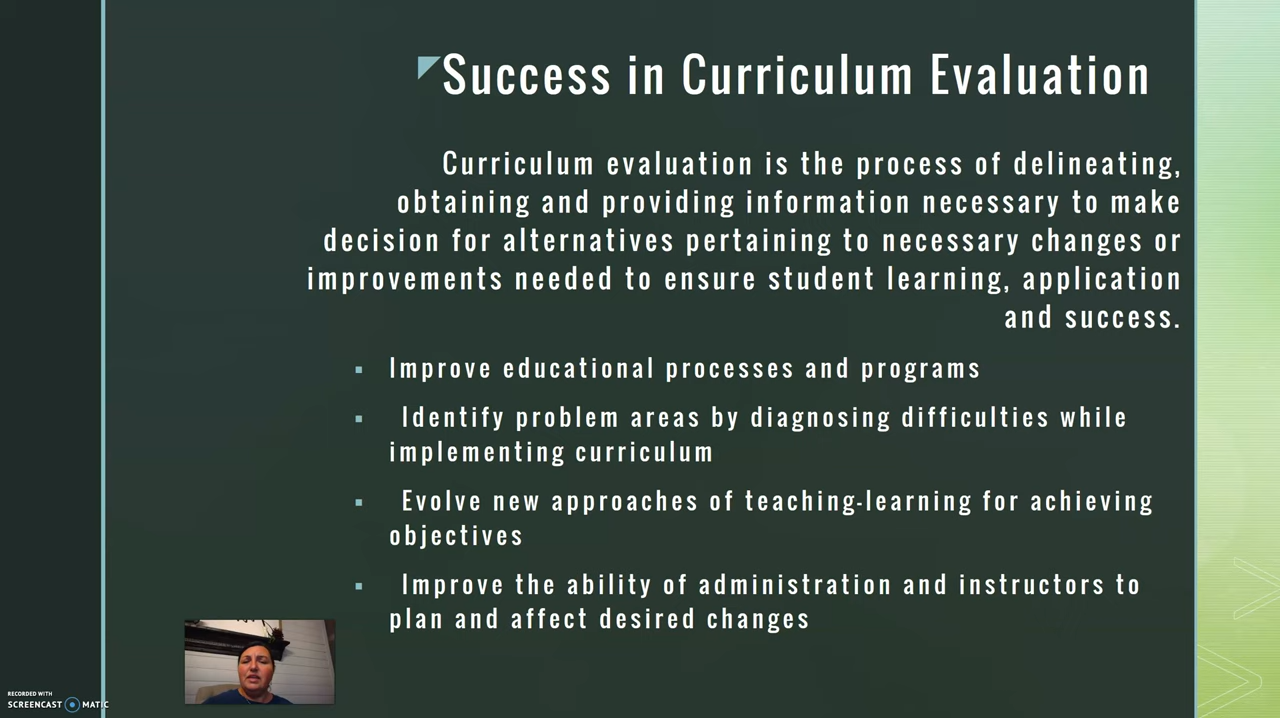 Success in Curriculum Evaluation
Curriculum evaluation is the process of delineating,
obtaining and providing information necessary to make
decision for alternatives pertaining to necessary changes or
improvements needed to ensure student learning, application
and success.
▪ Improve educational processes and programs
▪ Identify problem areas by diagnosing difficulties while
implementing curriculum
▪ Evolve new approaches of teaching-learning for achieving
objectives
▪ Improve the ability of administration and instructors to
plan and affect desired changes
RECORDED WITH
SCREENCAST MATIC